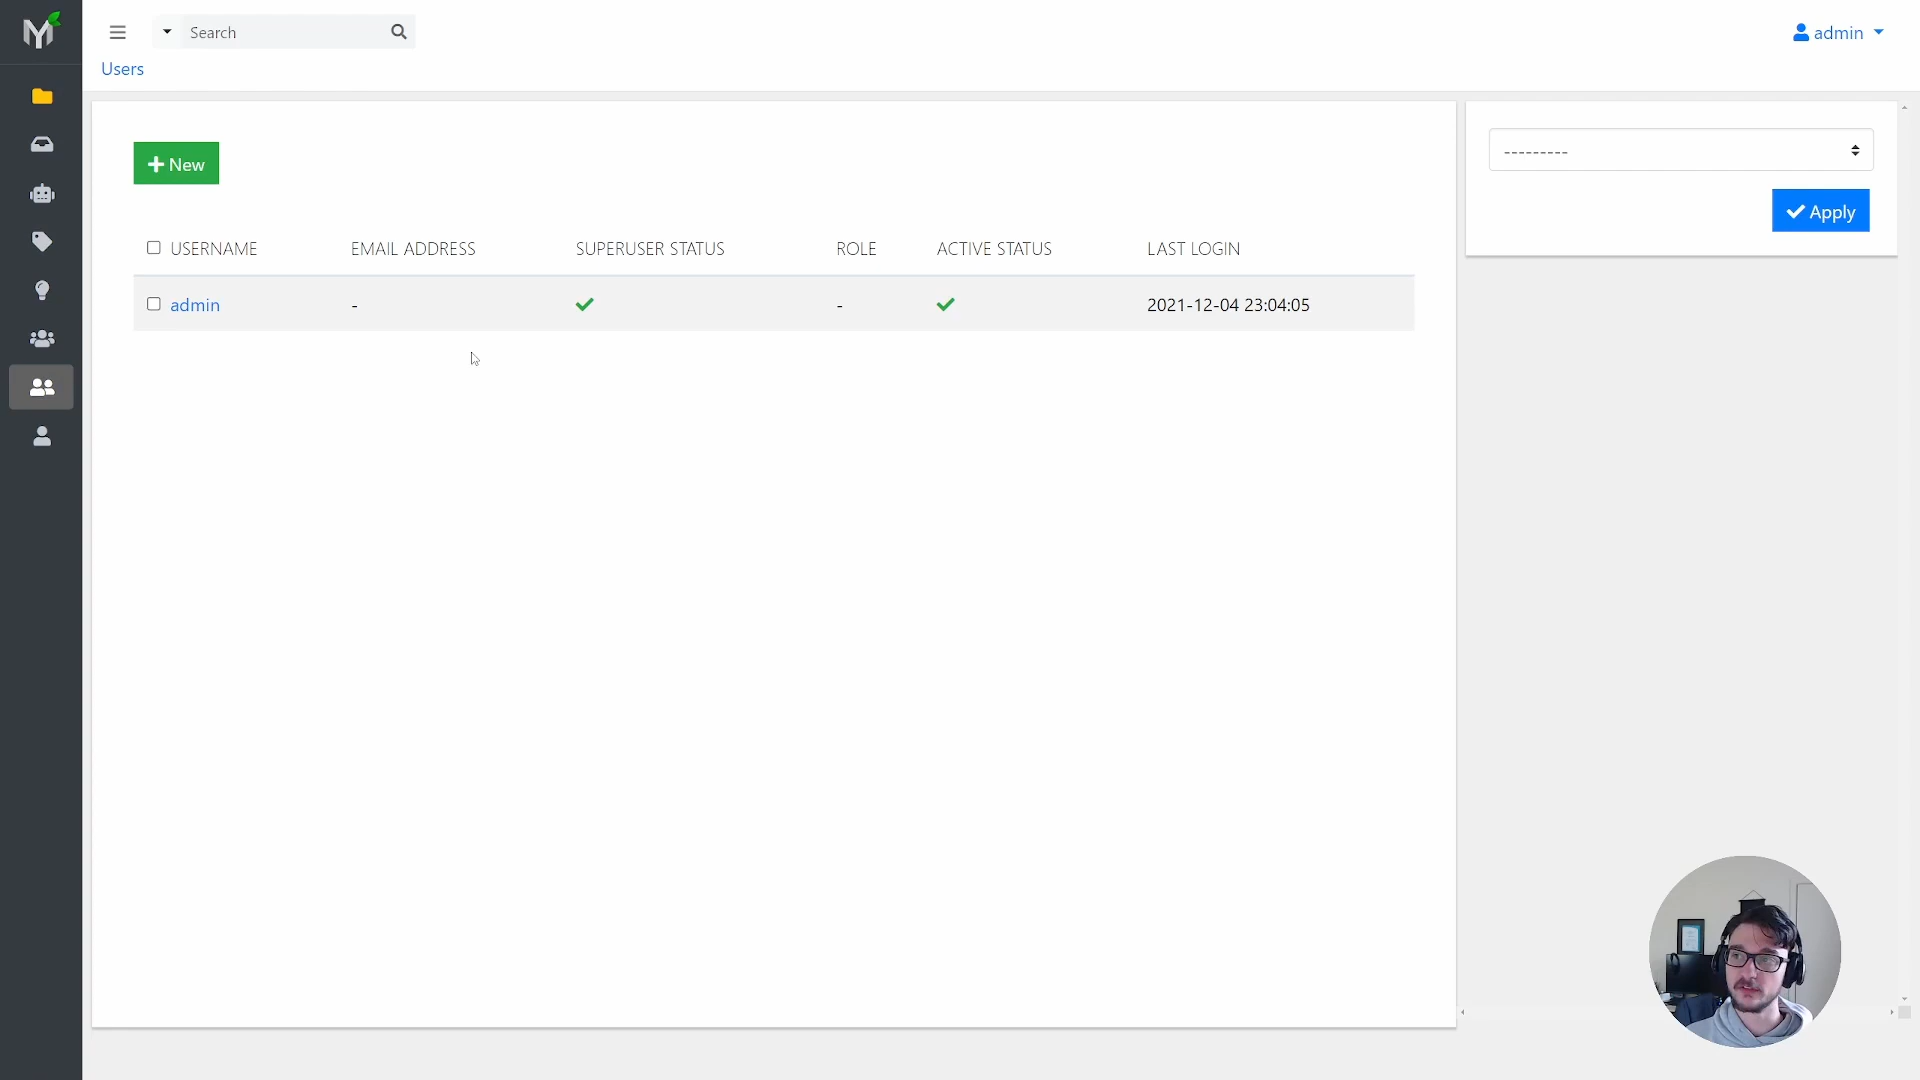 Search
admin
Users
New
---------
Apply
USERNAME EMAIL ADDRESS SUPERUSER STATUS ROLE ACTIVE STATUS LAST LOGIN
admin - - 2021-12-04 23:04:05